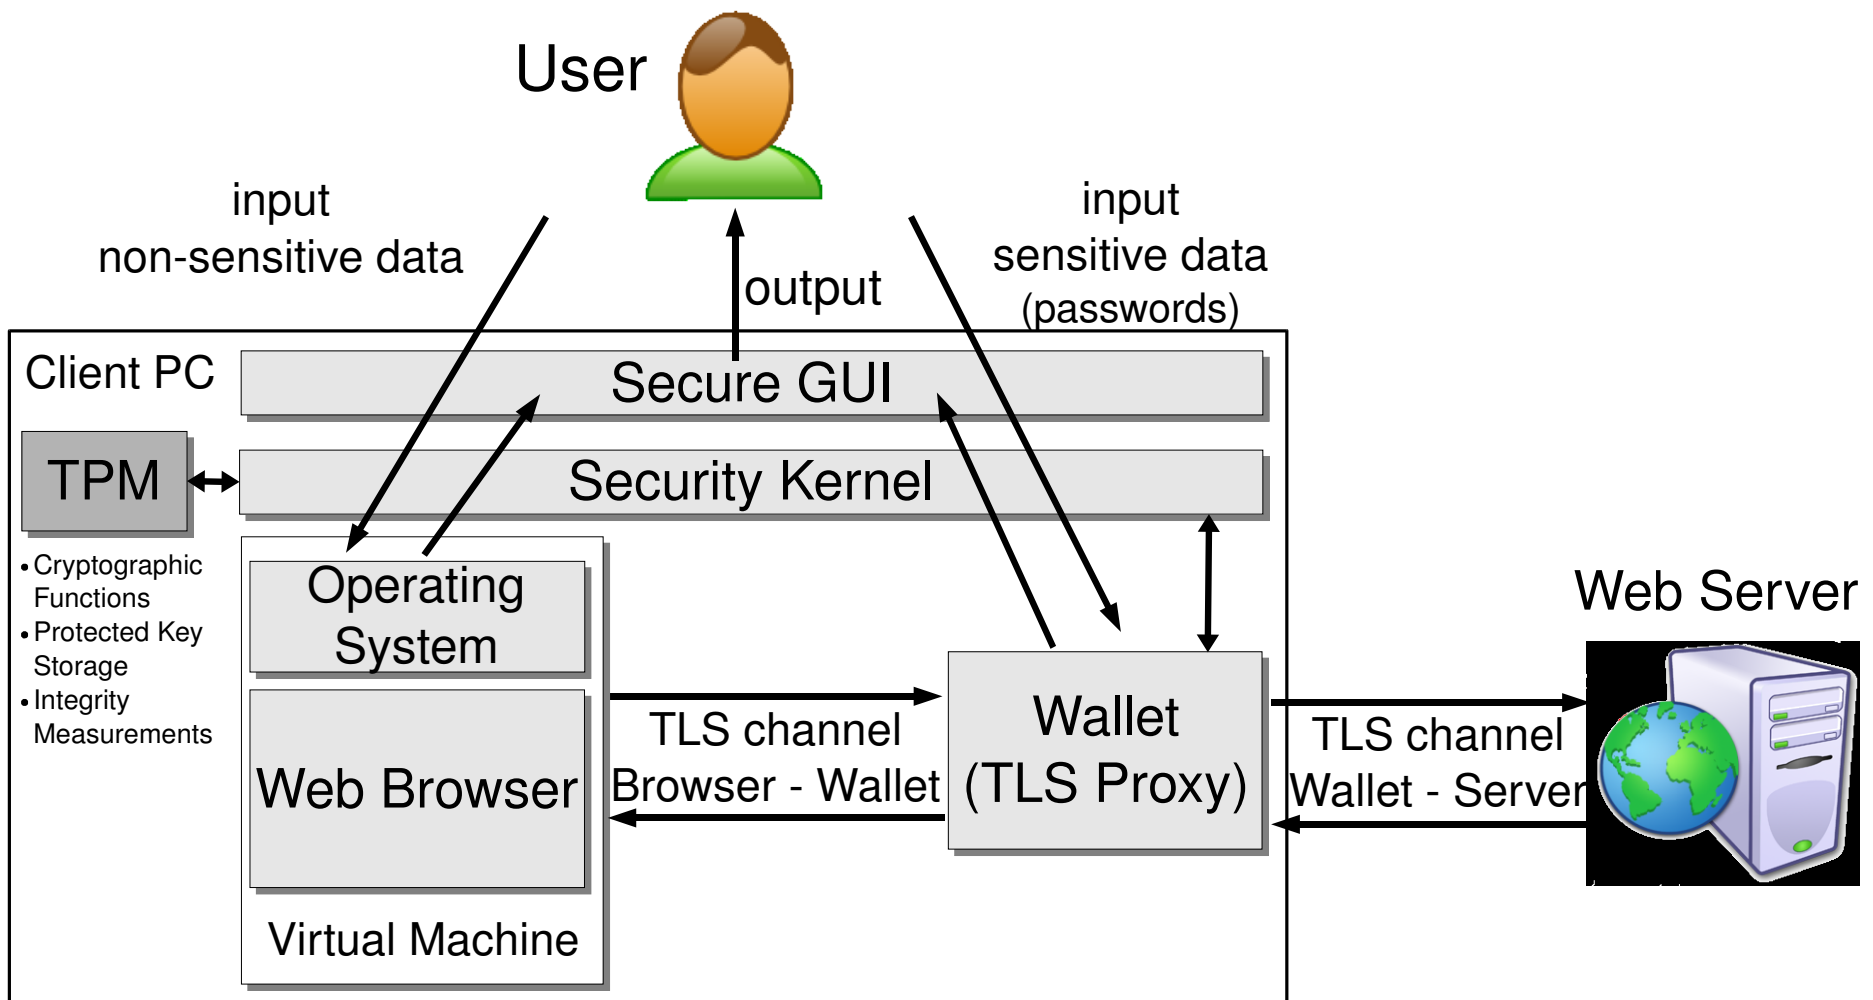 User
input
non-sensitive data
output
input
sensitive data
(passwords)
Client PC
Secure GUI
TPM
Security Kernel
• Cryptographic
Functions
• Protected Key
Storage
• Integrity
Measurements
Operating
System
Web Browser
Virtual Machine
TLS channel
Browser - Wallet
Wallet
(TLS Proxy)
TLS channel
Wallet - Server
Web Server